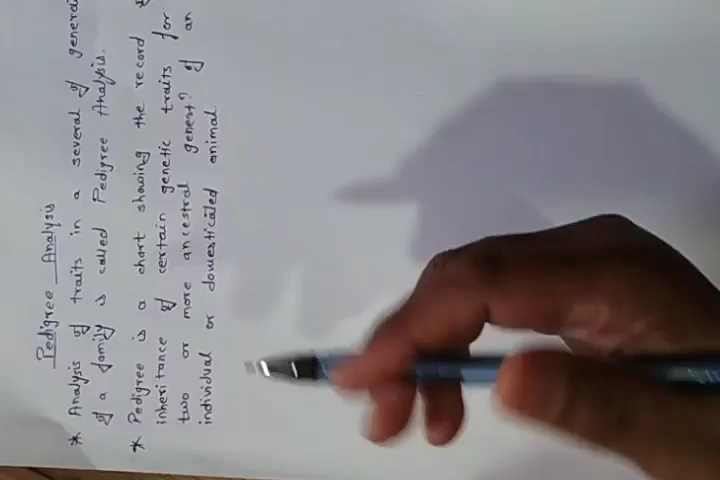 Pedigree Analysis
* Analysis of traits in a several of generati
of a family is called Pedigree Analysis.
* Pedigree is a chart showing the record
inheritance of certain genetic traits for
two or more ancestral generⁿ? of an
individual or domesticated animal.